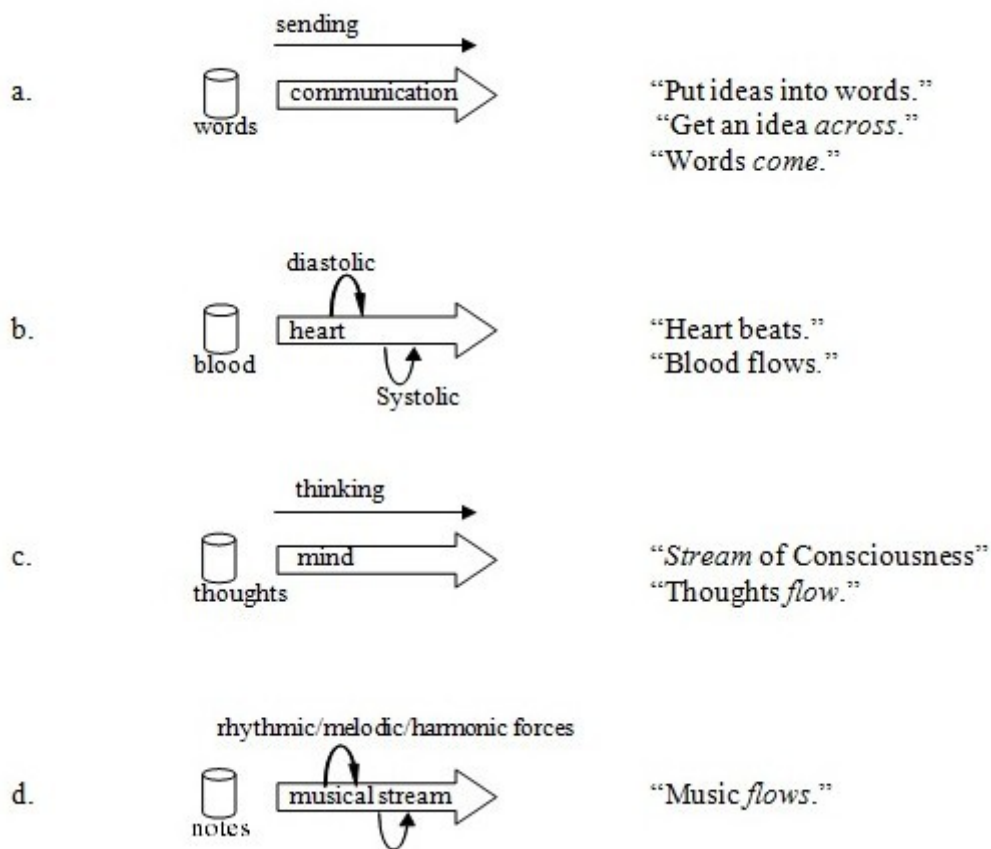 sending
a.
communication
words
“Put ideas into words.”
“Get an idea across.”
“Words come.”
diastolic
b.
heart
blood
Systolic
“Heart beats.”
“Blood flows.”
thinking
c.
mind
thoughts
“Stream of Consciousness”
“Thoughts flow.”
rhythmic/melodic/harmonic forces
d.
musical stream
notes
“Music flows.”